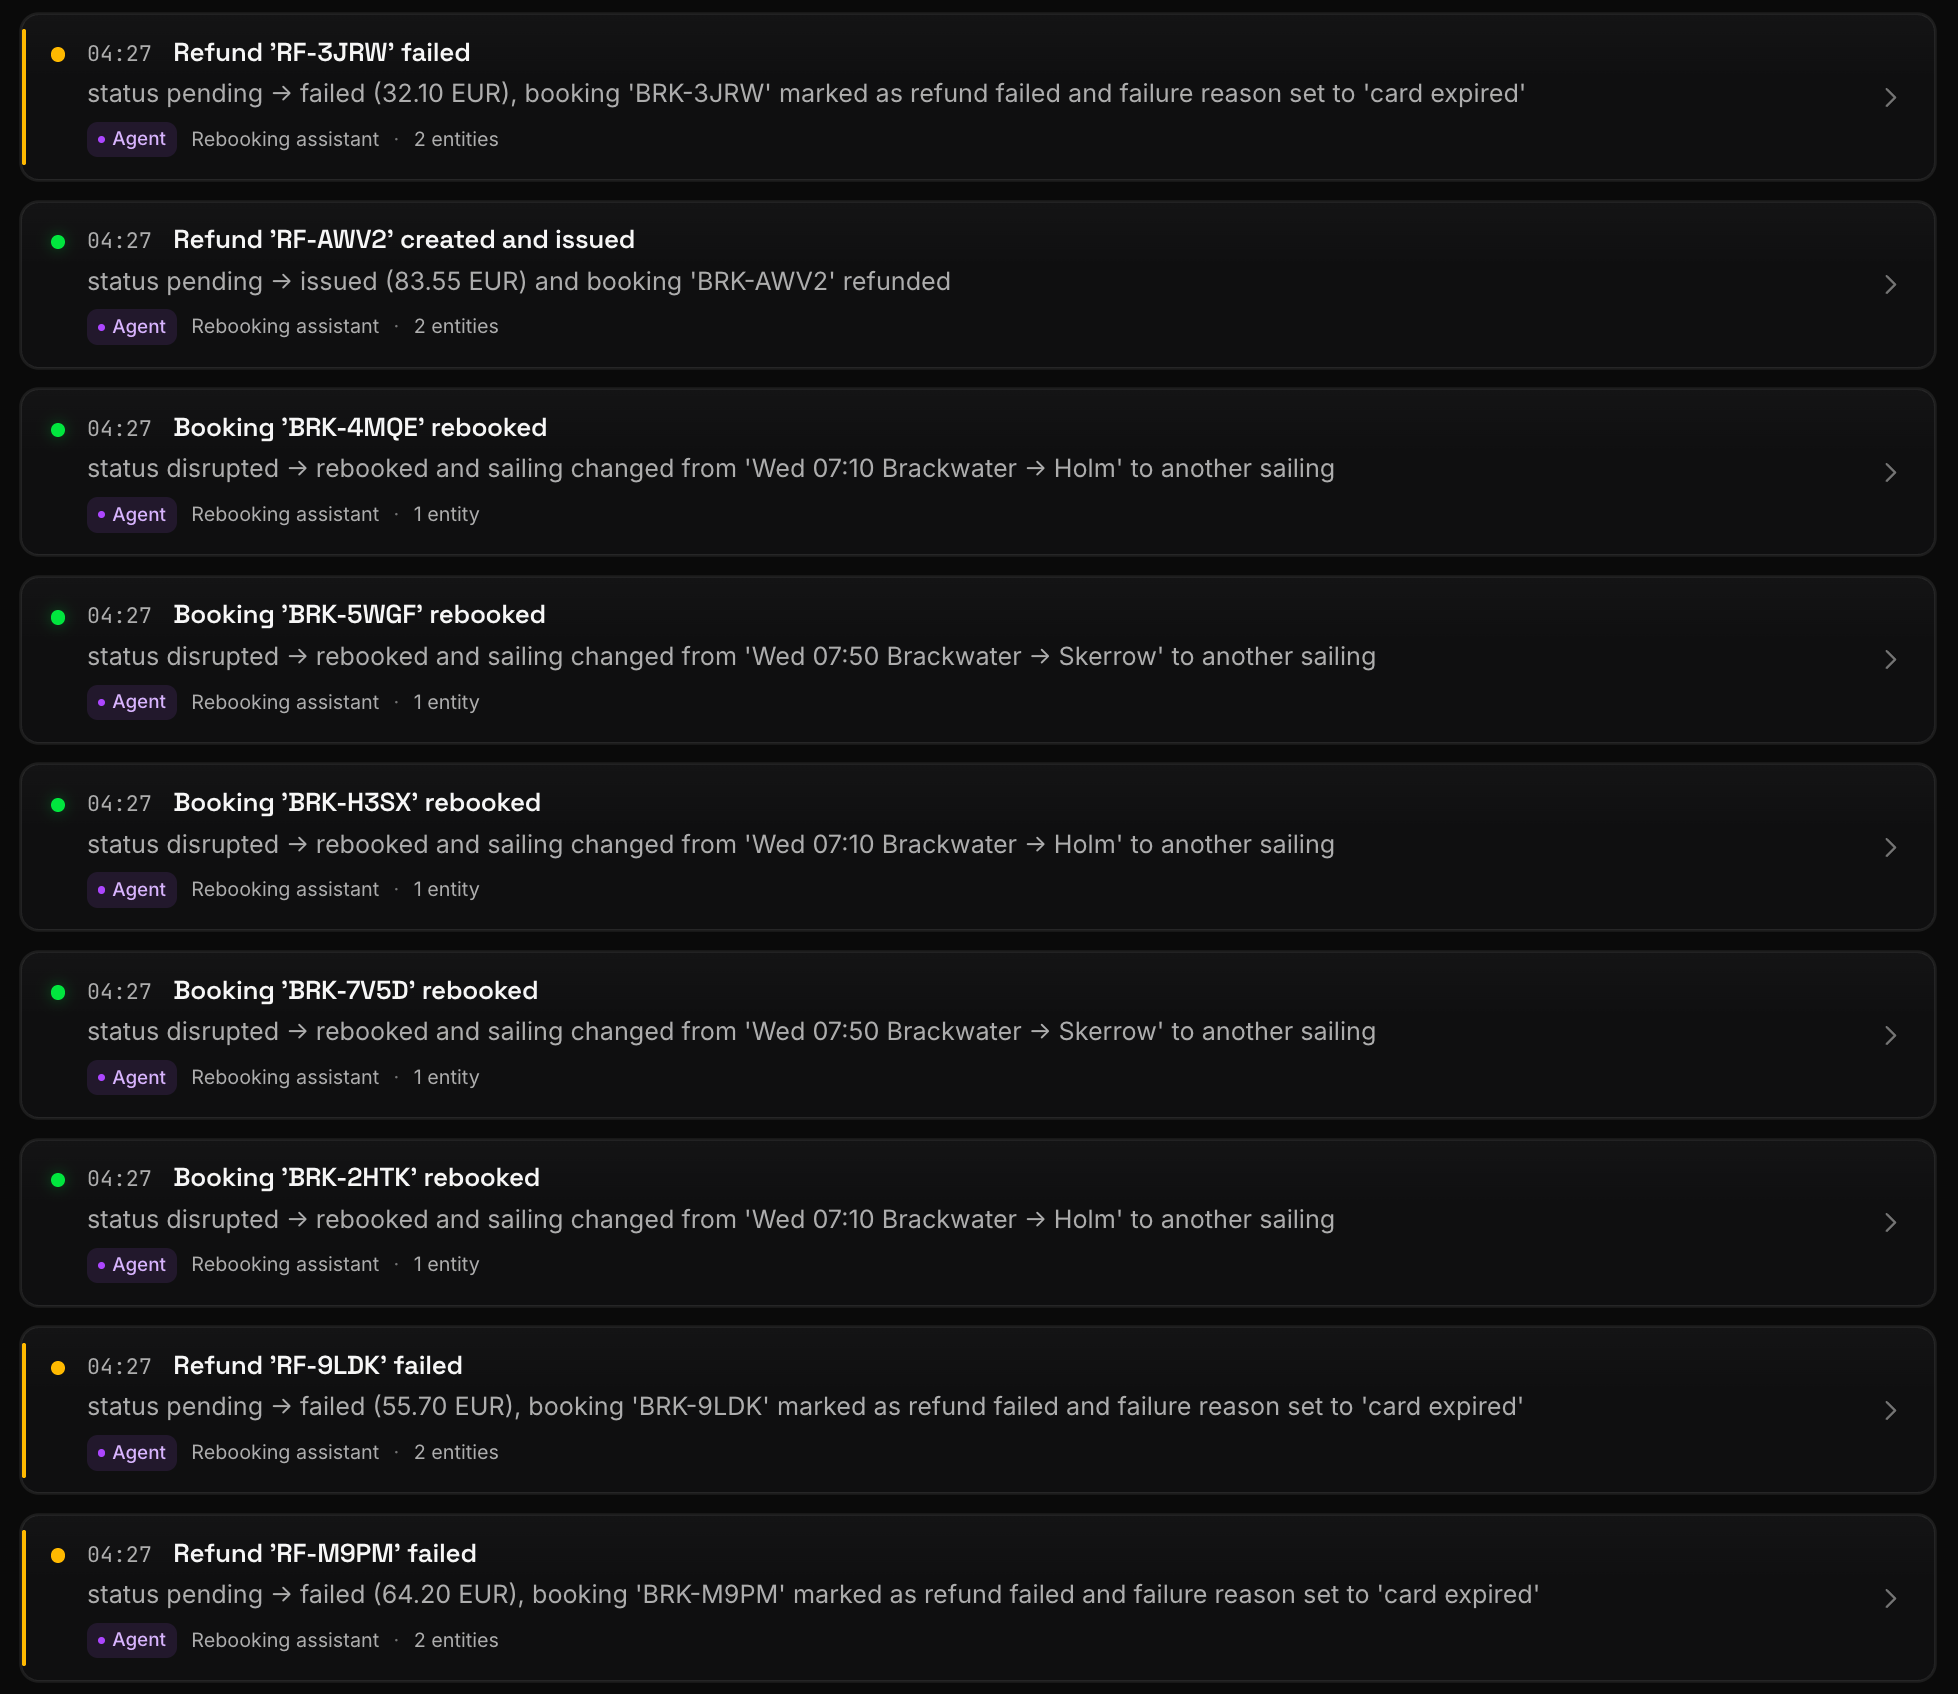 04:27 Refund ’RF-3JRW’ failed
status pending → failed (32.10 EUR), booking 'BRK-3JRW' marked as refund failed and failure reason set to 'card expired'
Agent Rebooking assistant · 2 entities
04:27 Refund ’RF-AWV2’ created and issued
status pending → issued (83.55 EUR) and booking 'BRK-AWV2' refunded
Agent Rebooking assistant · 2 entities
04:27 Booking ’BRK-4MQE’ rebooked
status disrupted → rebooked and sailing changed from 'Wed 07:10 Brackwater → Holm' to another sailing
Agent Rebooking assistant · 1 entity
04:27 Booking ’BRK-5WGF’ rebooked
status disrupted → rebooked and sailing changed from 'Wed 07:50 Brackwater → Skerrow' to another sailing
Agent Rebooking assistant · 1 entity
04:27 Booking ’BRK-H3SX’ rebooked
status disrupted → rebooked and sailing changed from 'Wed 07:10 Brackwater → Holm' to another sailing
Agent Rebooking assistant · 1 entity
04:27 Booking ’BRK-7V5D’ rebooked
status disrupted → rebooked and sailing changed from 'Wed 07:50 Brackwater → Skerrow' to another sailing
Agent Rebooking assistant · 1 entity
04:27 Booking ’BRK-2HTK’ rebooked
status disrupted → rebooked and sailing changed from 'Wed 07:10 Brackwater → Holm' to another sailing
Agent Rebooking assistant · 1 entity
04:27 Refund ’RF-9LDK’ failed
status pending → failed (55.70 EUR), booking 'BRK-9LDK' marked as refund failed and failure reason set to 'card expired'
Agent Rebooking assistant · 2 entities
04:27 Refund ’RF-M9PM’ failed
status pending → failed (64.20 EUR), booking 'BRK-M9PM' marked as refund failed and failure reason set to 'card expired'
Agent Rebooking assistant · 2 entities